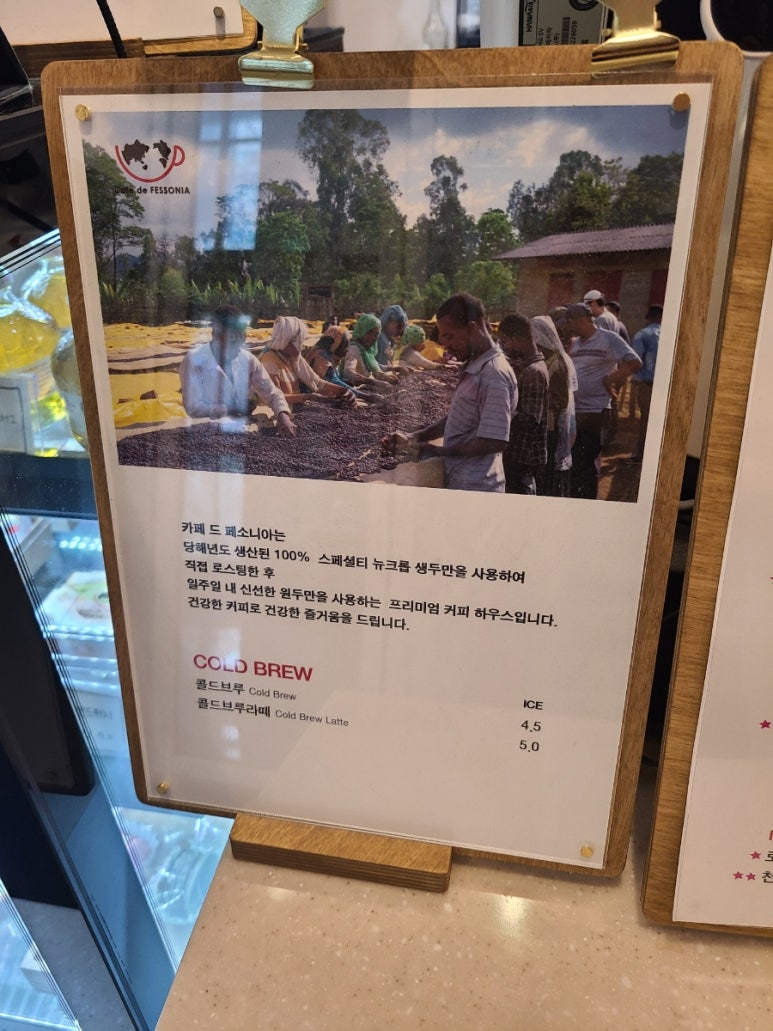 Cafe de FESSONIA
카페 드 페소니아는
당해년도 생산된 100% 스페셜티 뉴크롭 생두만을 사용하여
직접 로스팅한 후
일주일 내 신선한 원두만을 사용하는 프리미엄 커피 하우스입니다.
건강한 커피로 건강한 즐거움을 드립니다.
COLD BREW
ICE
콜드브루 Cold Brew 4.5
콜드브루라떼 Cold Brew Latte 5.0